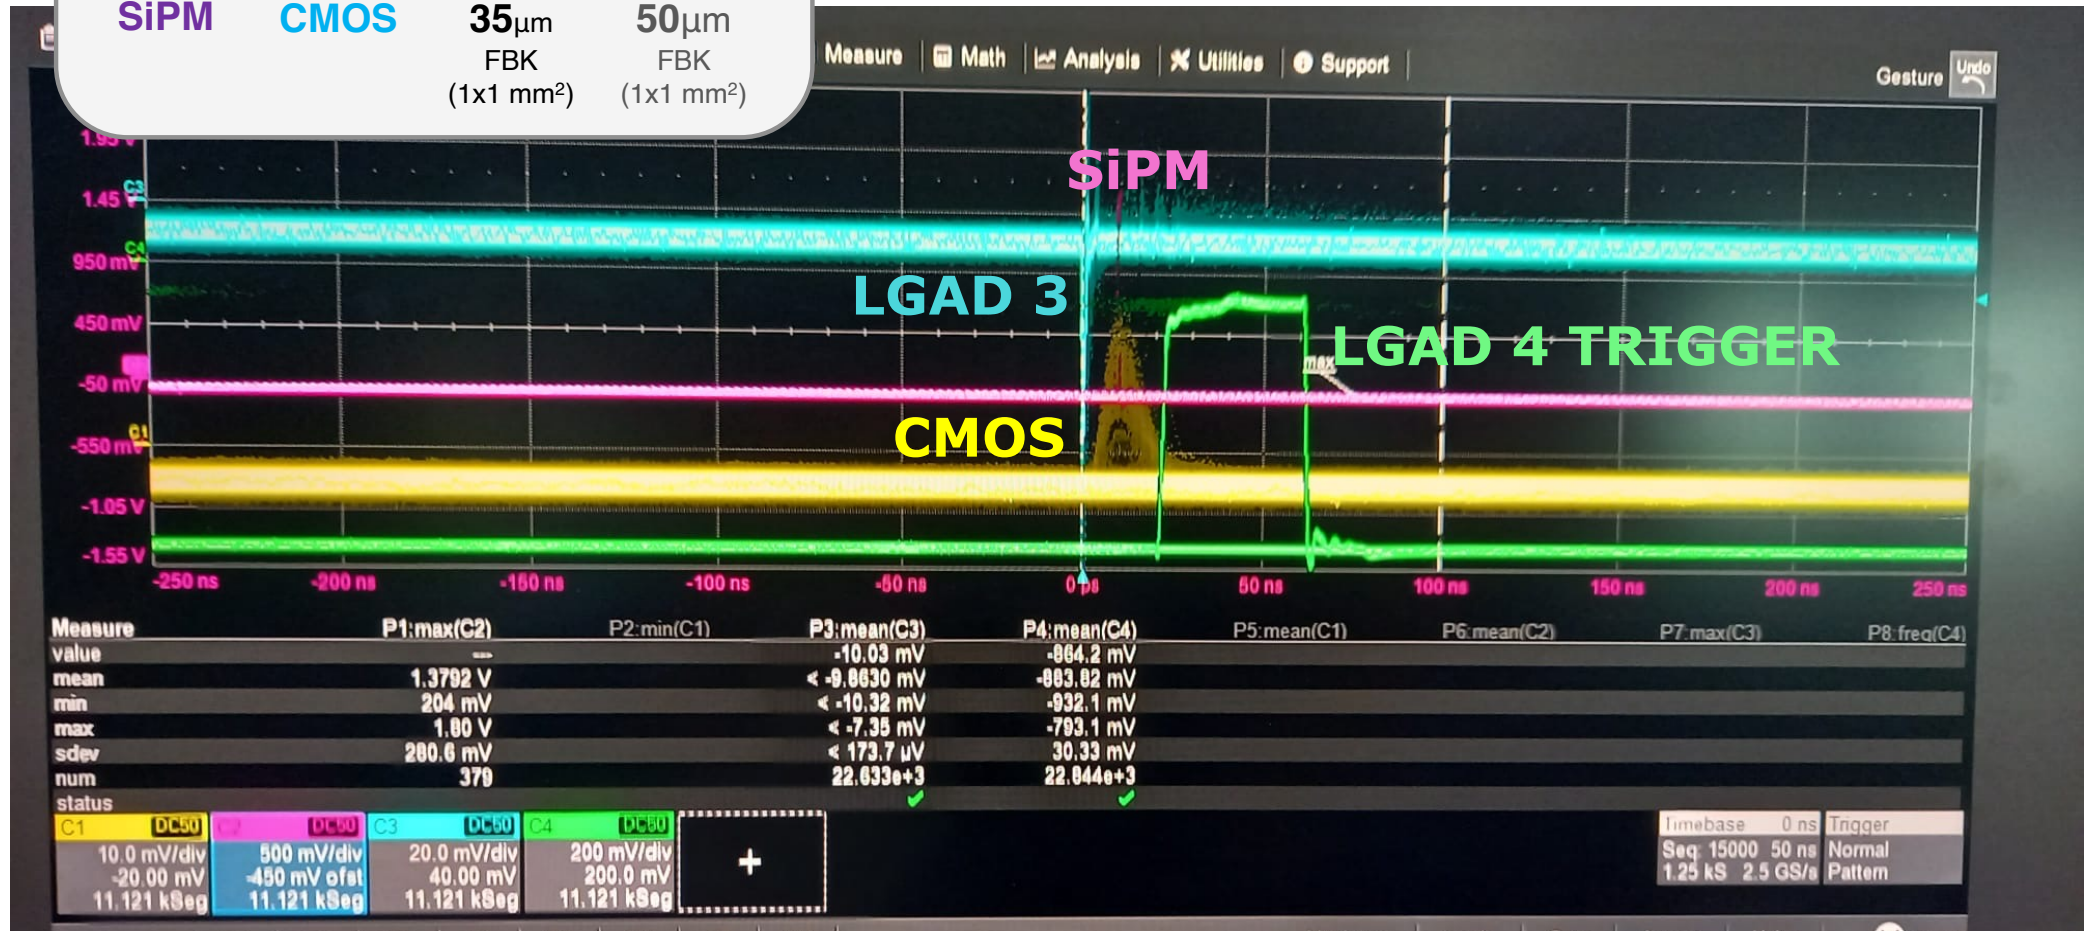 SiPM CMOS 35µm 50µm
FBK FBK
(1x1 mm²) (1x1 mm²)
Measure Math Analysis Utilities Support
Gesture Undo
1.95 V
C3
1.45 V
C4
950 mV
450 mV
-50 mV
C1
-550 mV
-1.05 V
-1.55 V
SiPM
LGAD 3
LGAD 4 TRIGGER
max
CMOS
-250 ns -200 ns -150 ns -100 ns -50 ns 0 ps 50 ns 100 ns 150 ns 200 ns 250 ns
Measure P1:max(C2) P2:min(C1) P3:mean(C3) P4:mean(C4) P5:mean(C1) P6:mean(C2) P7:max(C3) P8:freq(C4)
value --- -10.03 mV -864.2 mV
mean 1.3792 V < -9.8630 mV -883.82 mV
min 204 mV < -10.32 mV -932.1 mV
max 1.80 V < -7.35 mV -793.1 mV
sdev 280.6 mV < 173.7 µV 30.33 mV
num 379 22.633e+3 22.844e+3
status
C1 DC50 C2 DC50 C3 DC50 C4 DC50
10.0 mV/div 500 mV/div 20.0 mV/div 200 mV/div
-20.00 mV -450 mV ofst 40.00 mV 200.0 mV
11.121 kSeg 11.121 kSeg 11.121 kSeg 11.121 kSeg
+
Timebase 0 ns Trigger
Seq 15000 50 ns Normal
1.25 kS 2.5 GS/s Pattern